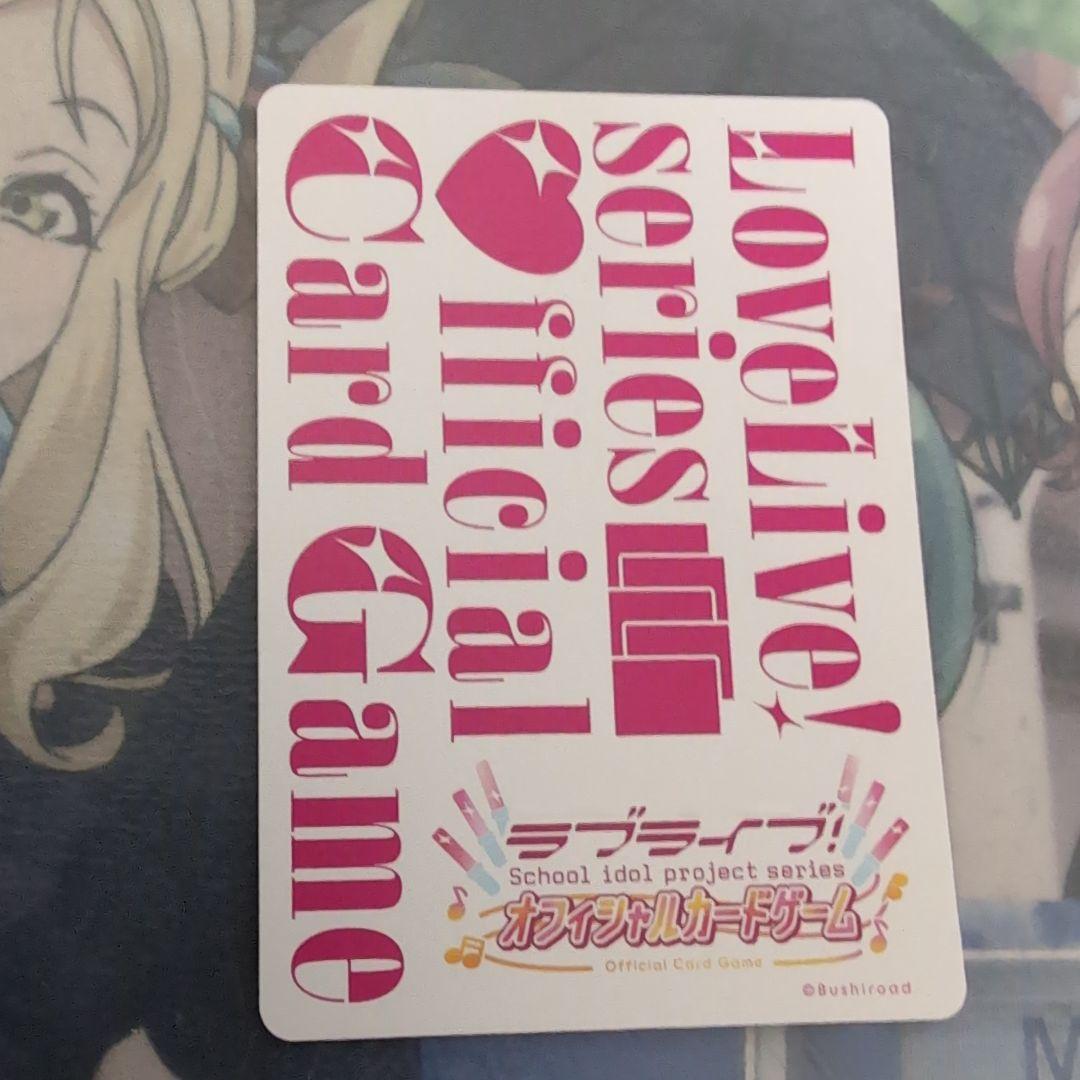 LoveLive!
series
Official
Card Game
ラブライブ!
School idol project series
オフィシャルカードゲーム
Official Card Game
©Bushiroad
M